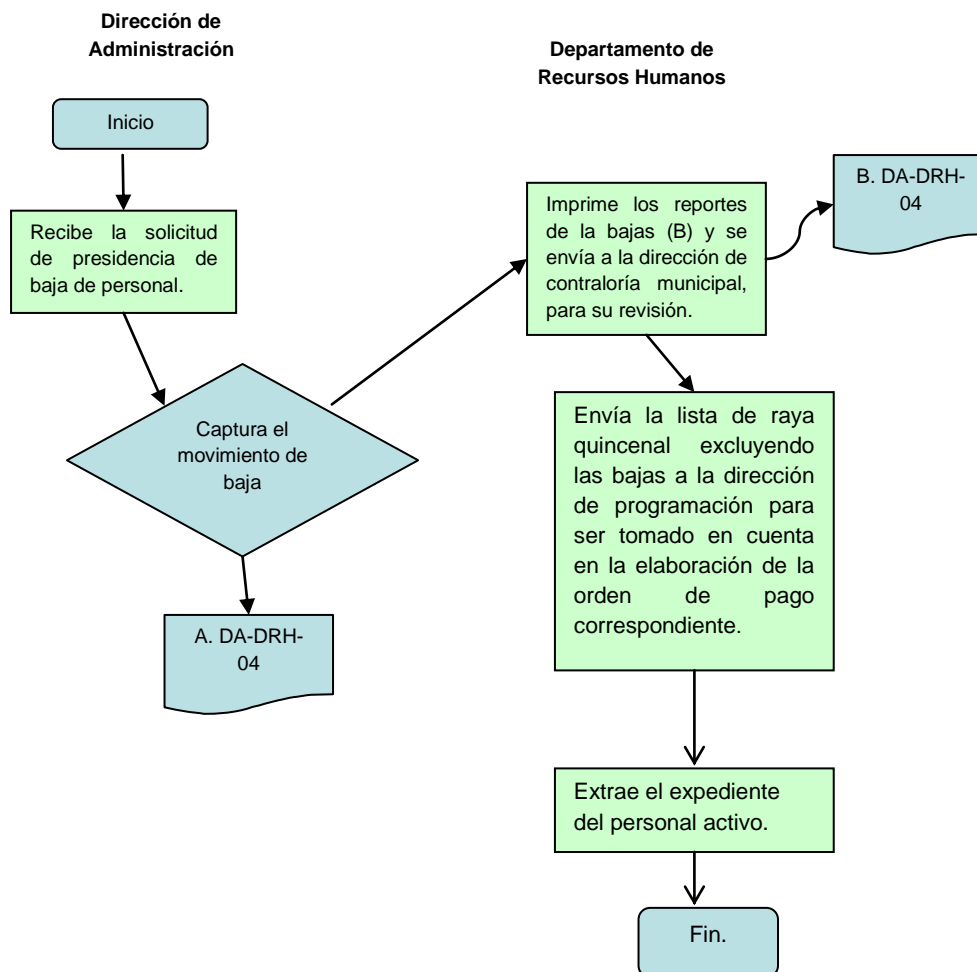 Dirección de
Administración
Departamento de
Recursos Humanos
Inicio
Recibe la solicitud
de presidencia de
baja de personal.
Captura el
movimiento de
baja
A. DA-DRH-
04
Imprime los reportes
de la bajas (B) y se
envía a la dirección de
contraloría municipal,
para su revisión.
B. DA-DRH-
04
Envía la lista de raya
quincenal excluyendo
las bajas a la dirección
de programación para
ser tomado en cuenta
en la elaboración de la
orden de pago
correspondiente.
Extrae el expediente
del personal activo.
Fin.